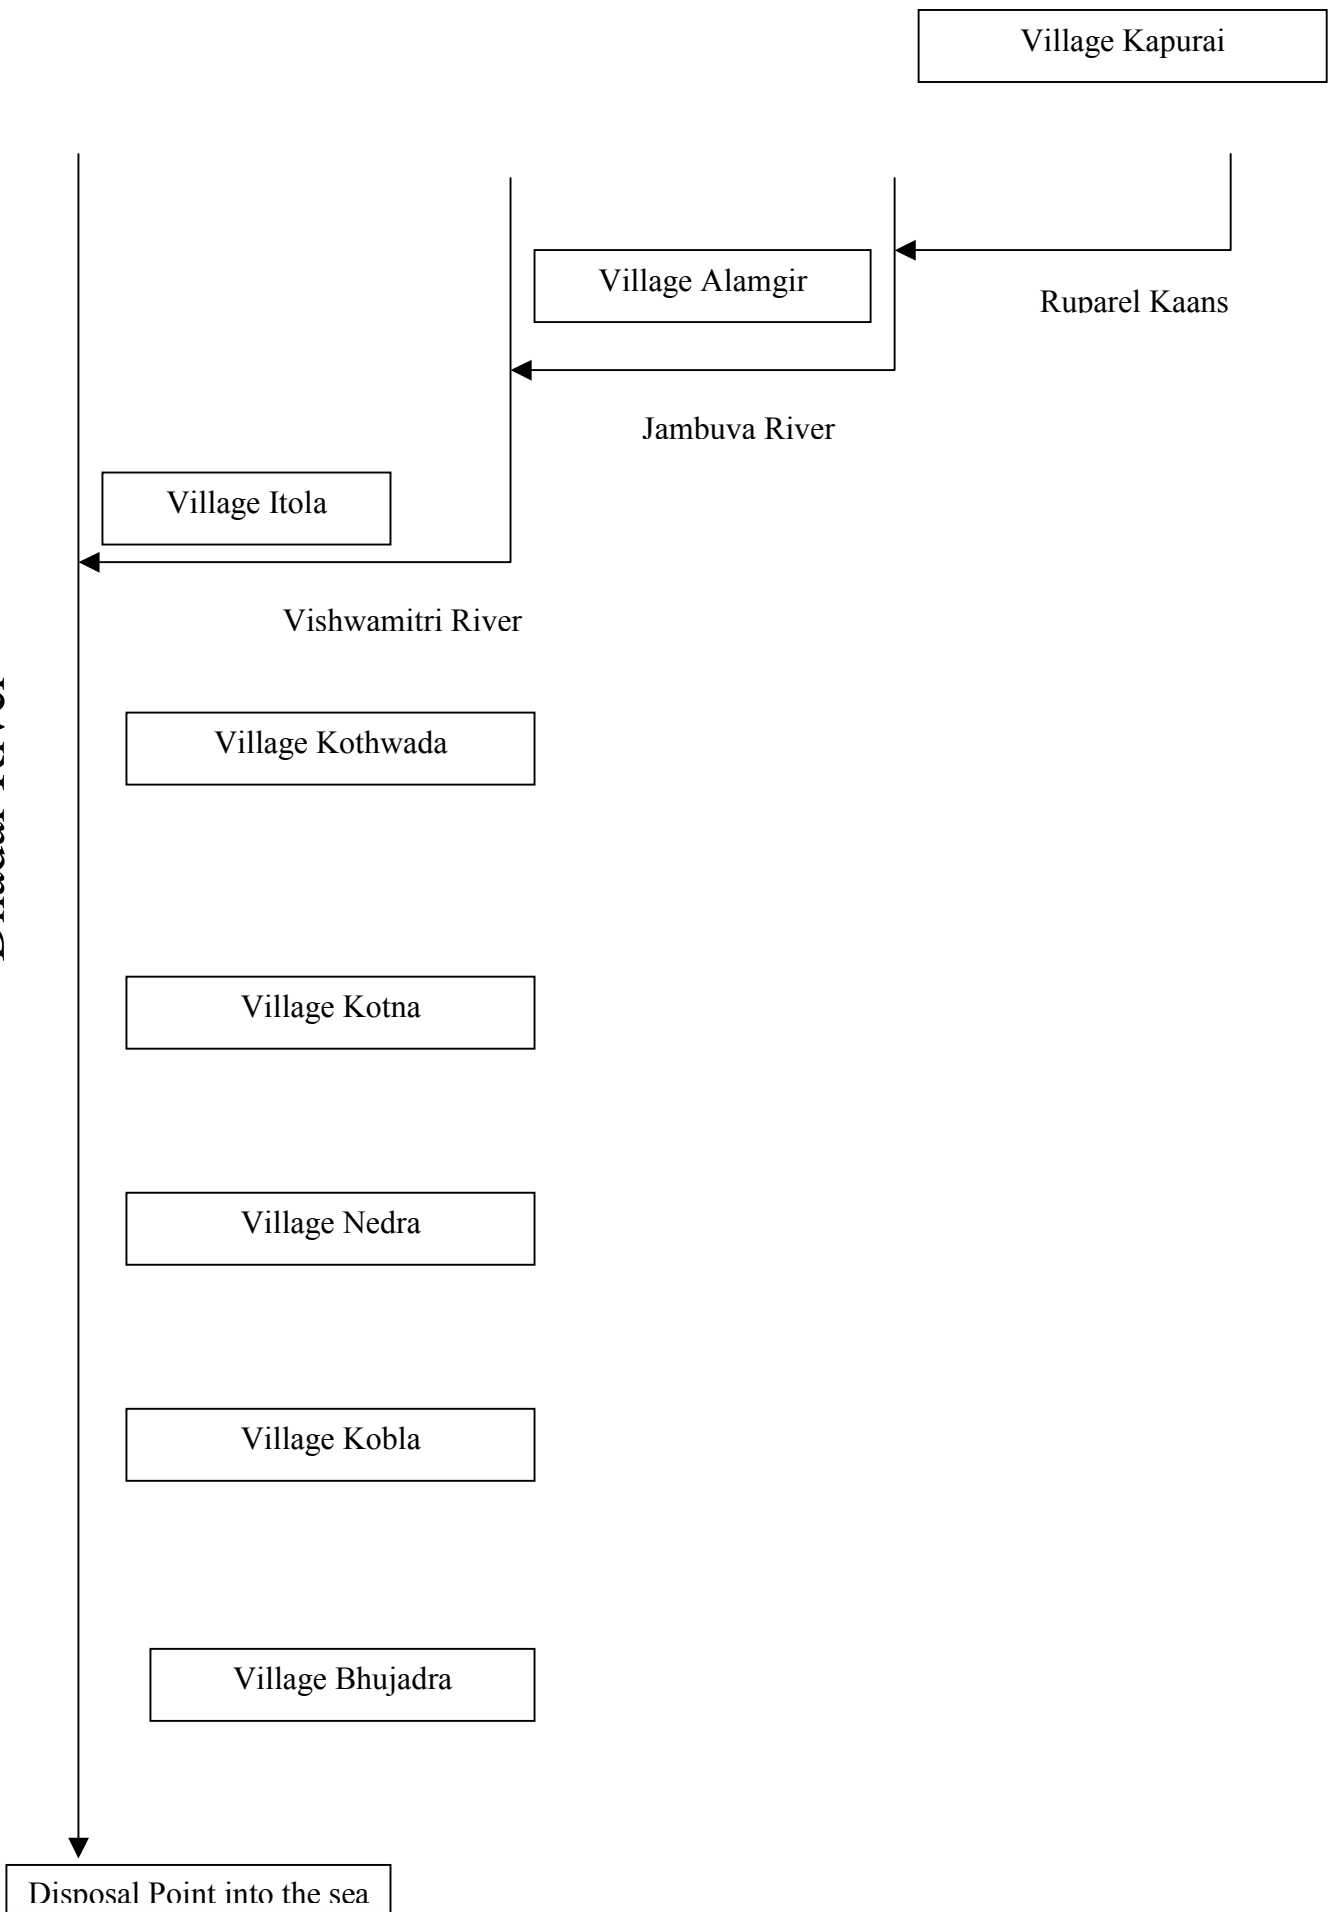 Village Kapurai
Village Alamgir
Ruparel Kaans
Jambuva River
Village Itola
Vishwamitri River
Village Kothwada
Village Kotna
Village Nedra
Village Kobla
Village Bhujadra
Disposal Point into the sea